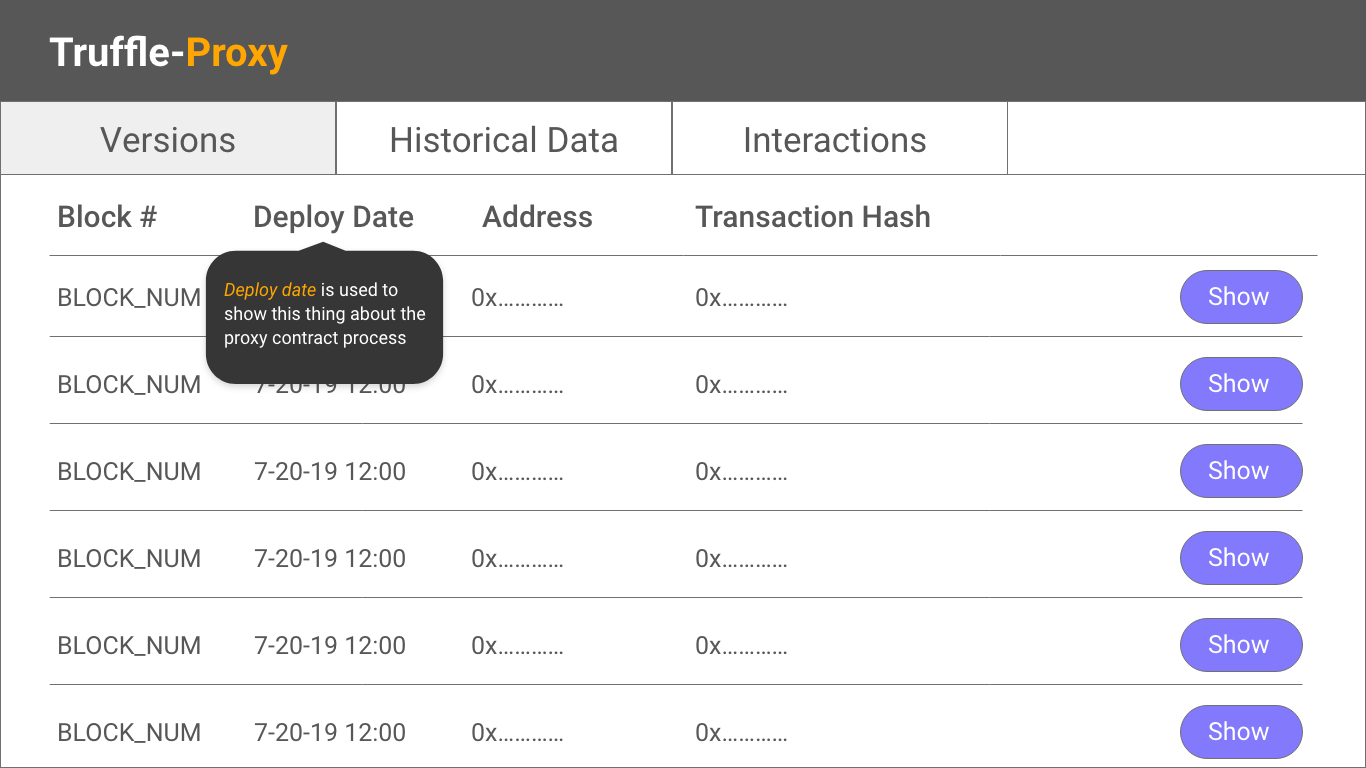 Truffle-Proxy
Versions Historical Data Interactions
Block # Deploy Date Address Transaction Hash
Deploy date is used to
show this thing about the
proxy contract process
BLOCK_NUM 0x............ 0x............ Show
BLOCK_NUM 7-20-19 12:00 0x............ 0x............ Show
BLOCK_NUM 7-20-19 12:00 0x............ 0x............ Show
BLOCK_NUM 7-20-19 12:00 0x............ 0x............ Show
BLOCK_NUM 7-20-19 12:00 0x............ 0x............ Show
BLOCK_NUM 7-20-19 12:00 0x............ 0x............ Show